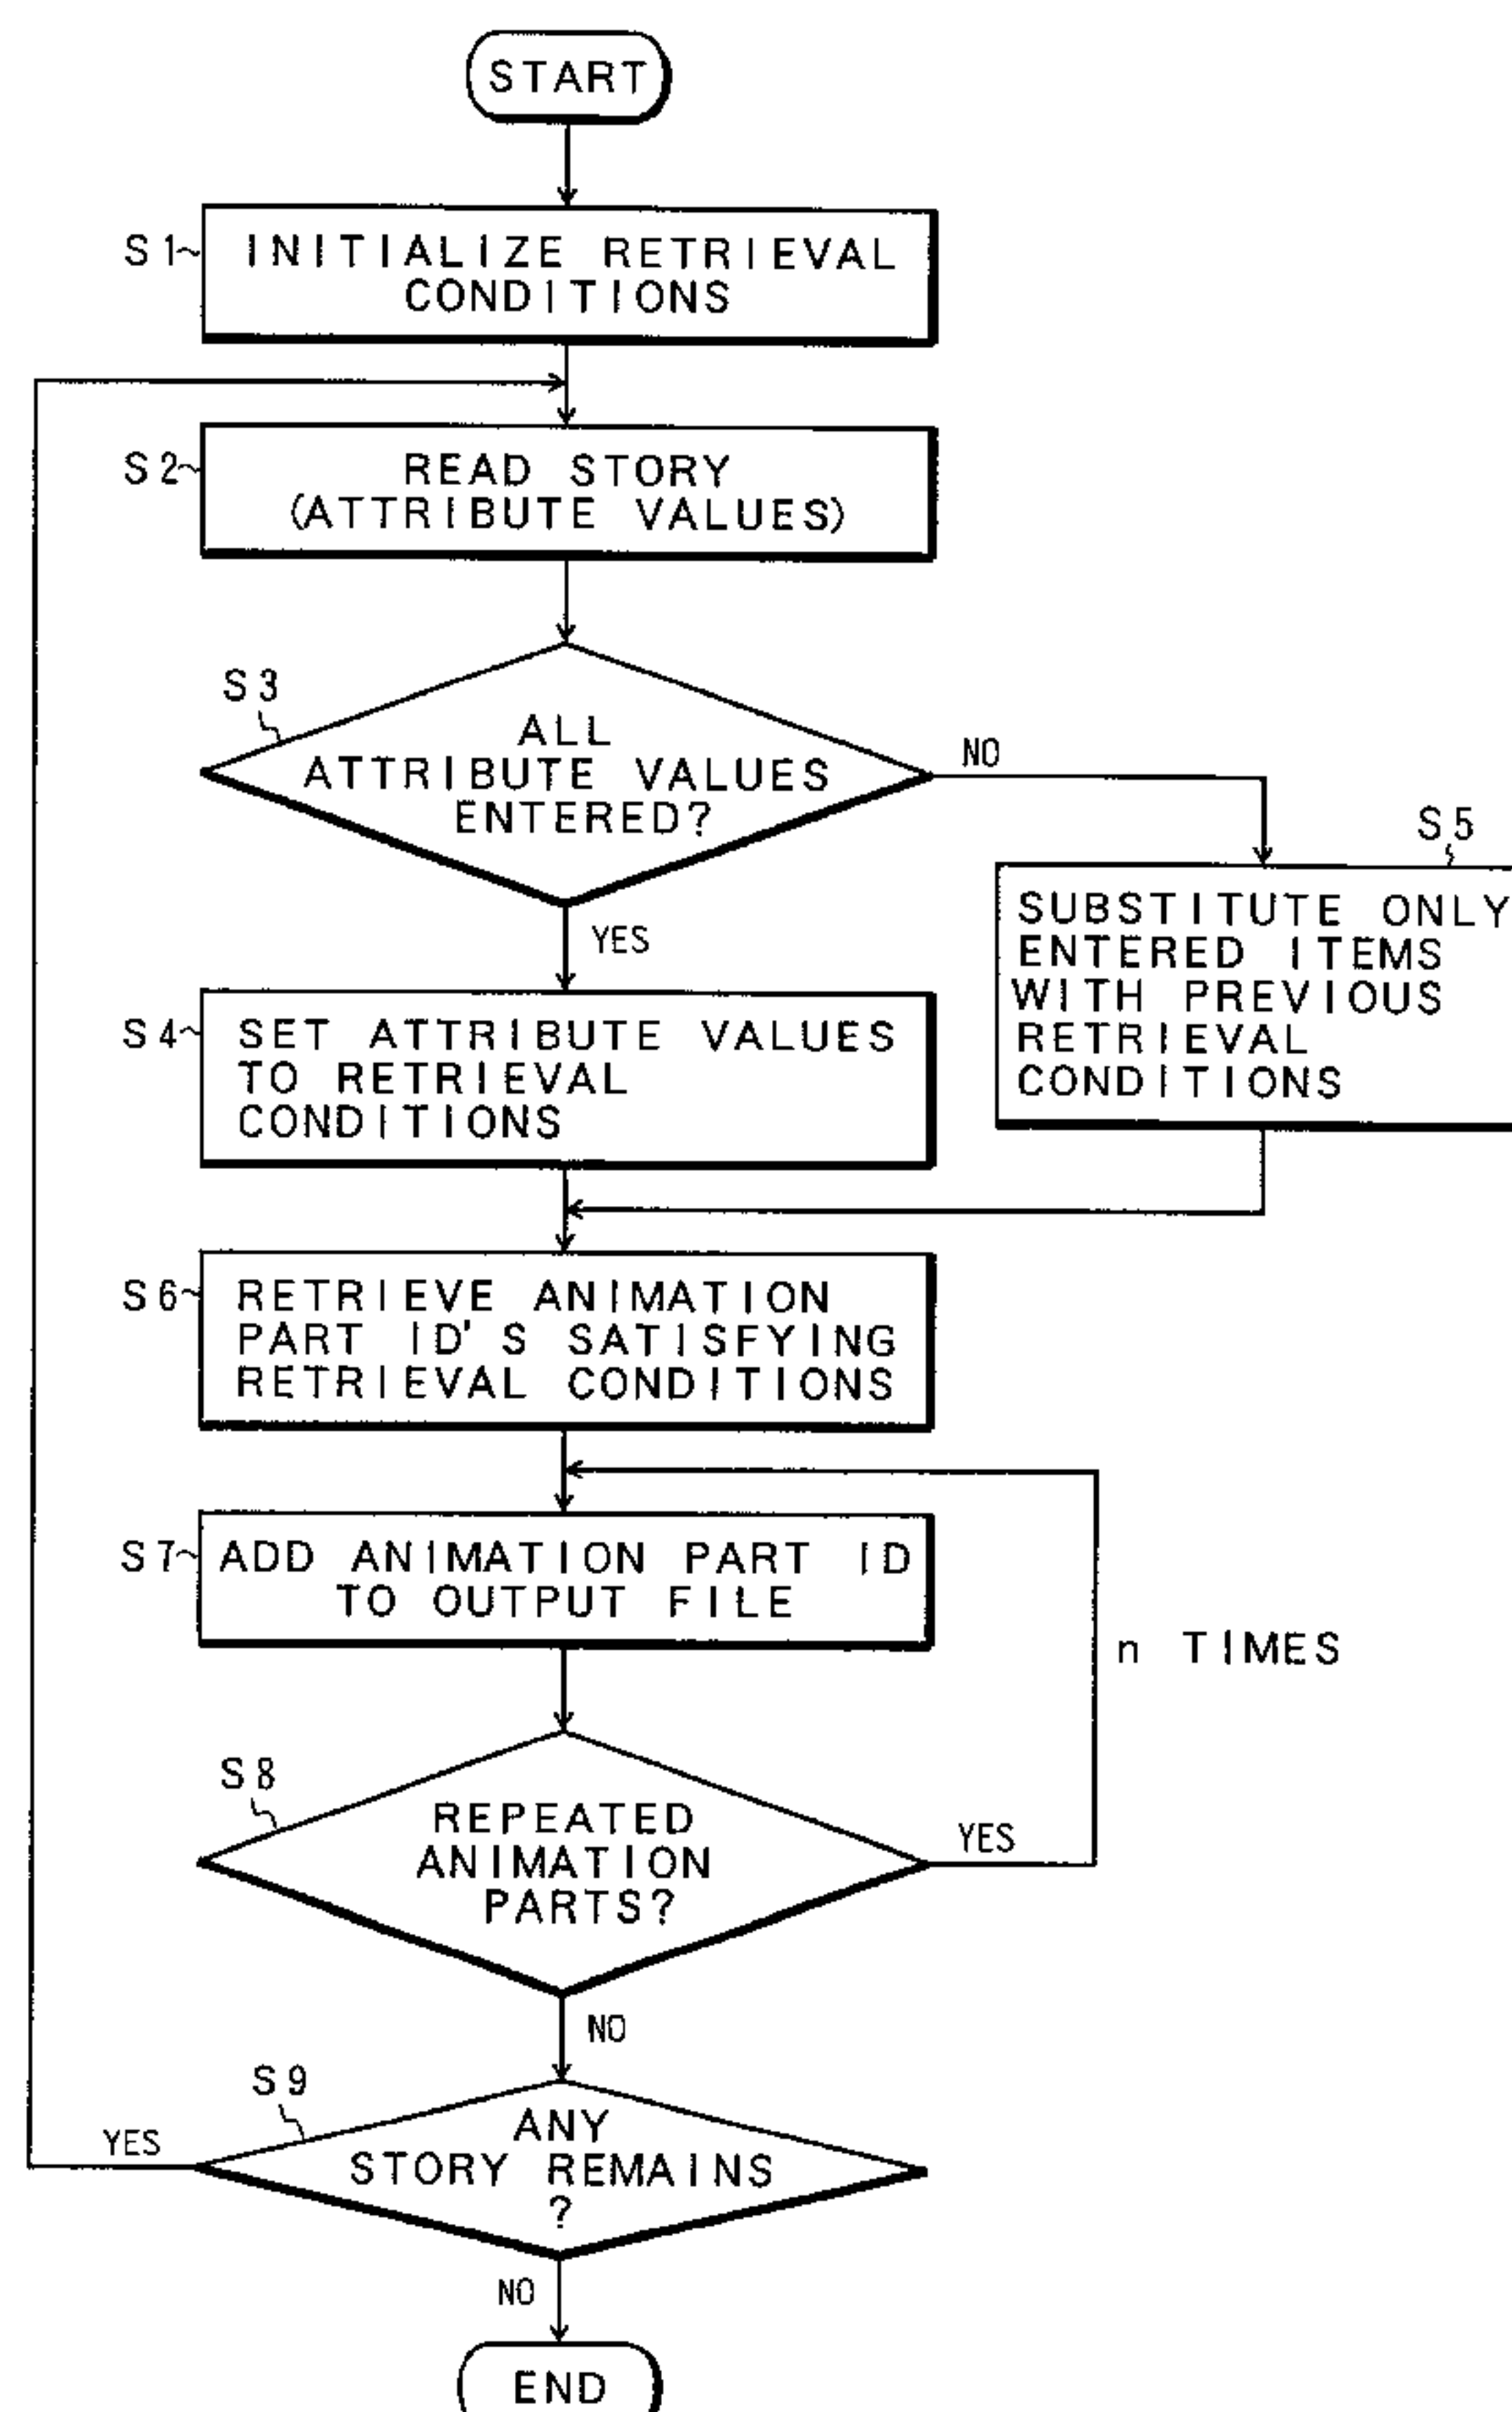 START
S1
INITIALIZE RETRIEVAL
CONDITIONS
S2
READ STORY
(ATTRIBUTE VALUES)
S3
ALL
ATTRIBUTE VALUES
ENTERED?
NO
YES
S5
SUBSTITUTE ONLY
ENTERED ITEMS
WITH PREVIOUS
RETRIEVAL
CONDITIONS
S4
SET ATTRIBUTE VALUES
TO RETRIEVAL
CONDITIONS
S6
RETRIEVE ANIMATION
PART ID'S SATISFYING
RETRIEVAL CONDITIONS
S7
ADD ANIMATION PART ID
TO OUTPUT FILE
n TIMES
S8
REPEATED
ANIMATION
PARTS?
YES
NO
S9
ANY
STORY REMAINS
?
YES
NO
END